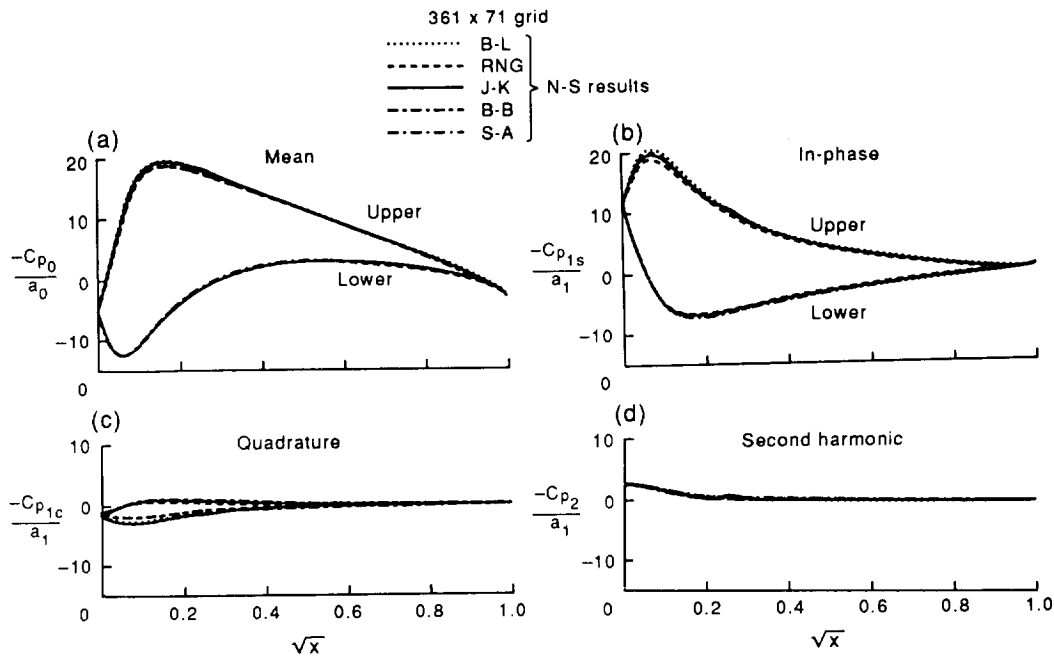 361 x 71 grid
B-L
RNG
J-K
B-B
S-A
N-S results
(a)
Mean
20
10
0
−10
0
−Cp0
a0
Upper
Lower
(b)
In-phase
20
10
0
−10
0
−Cp1s
a1
Upper
Lower
(c)
Quadrature
10
0
−10
−Cp1c
a1
0 0.2 0.4 0.6 0.8 1.0
√x
(d)
Second harmonic
10
0
−10
−Cp2
a1
0 0.2 0.4 0.6 0.8 1.0
√x